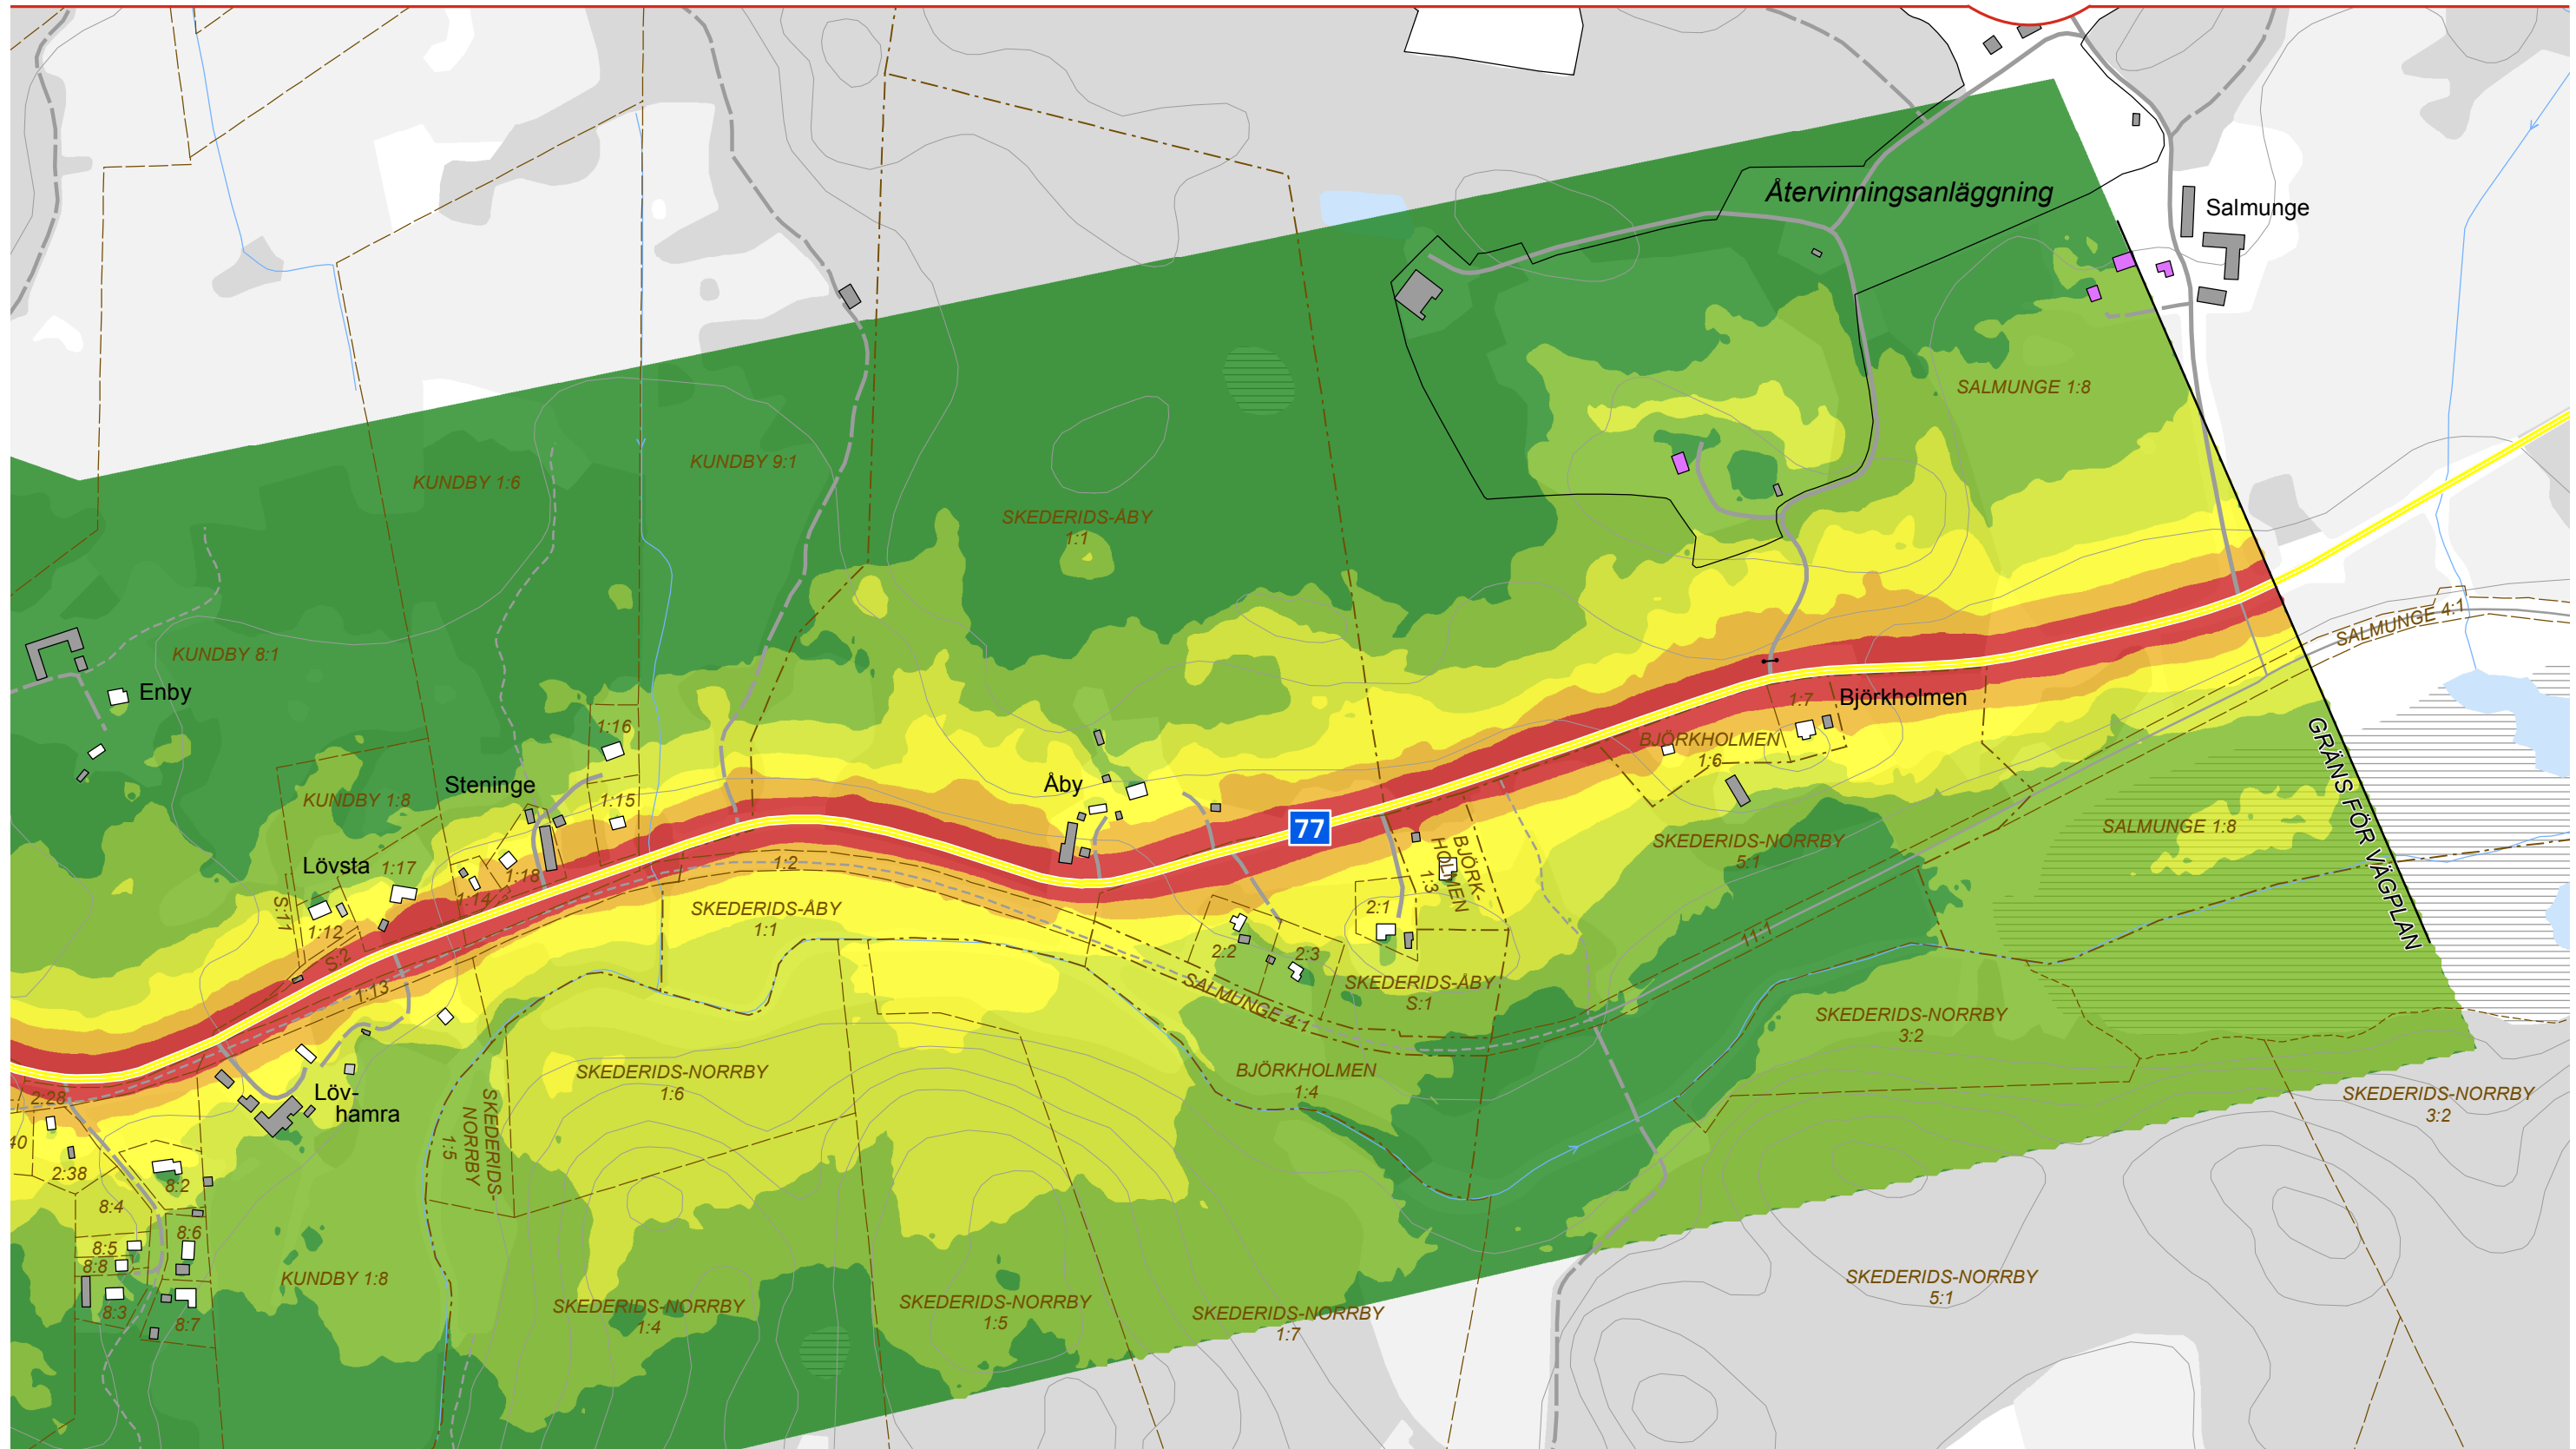 Återvinningsanläggning
Salmunge
SALMUNGE 1:8
KUNDBY 9:1
KUNDBY 1:6
SKEDERIDS-ÅBY
1:1
SALMUNGE 4:1
KUNDBY 8:1
Enby
1:16
1:7
Björkholmen
BJÖRKHOLMEN
1:6
GRÄNS FÖR VÄGPLAN
Steninge
Åby
KUNDBY 1:8
1:15
77
SALMUNGE 1:8
SKEDERIDS-NORRBY
5:1
Lövsta
1:17
1:18
1:2
BJÖRK-
HOLMEN
1:3
1:14
S:11
1:12
SKEDERIDS-ÅBY
1:1
2:1
11:1
S:2
2:2
2:3
1:13
SALMUNGE 4:1
SKEDERIDS-ÅBY
S:1
SKEDERIDS-NORRBY
3:2
SKEDERIDS-NORRBY
1:6
BJÖRKHOLMEN
1:4
Löv-
hamra
2:28
SKEDERIDS-
NORRBY
1:5
SKEDERIDS-NORRBY
3:2
40
2:38
8:2
8:4
8:6
8:5
8:8
KUNDBY 1:8
SKEDERIDS-NORRBY
5:1
8:3
8:7
SKEDERIDS-NORRBY
1:4
SKEDERIDS-NORRBY
1:5
SKEDERIDS-NORRBY
1:7